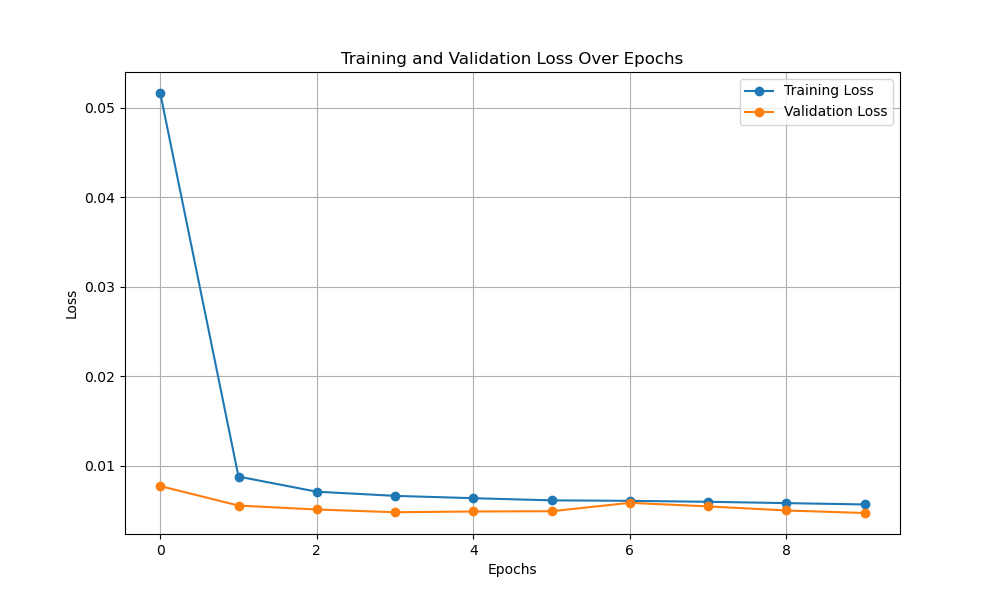 Training and Validation Loss Over Epochs
Training Loss
Validation Loss
0.05
0.04
0.03
0.02
0.01
Loss
0 2 4 6 8
Epochs